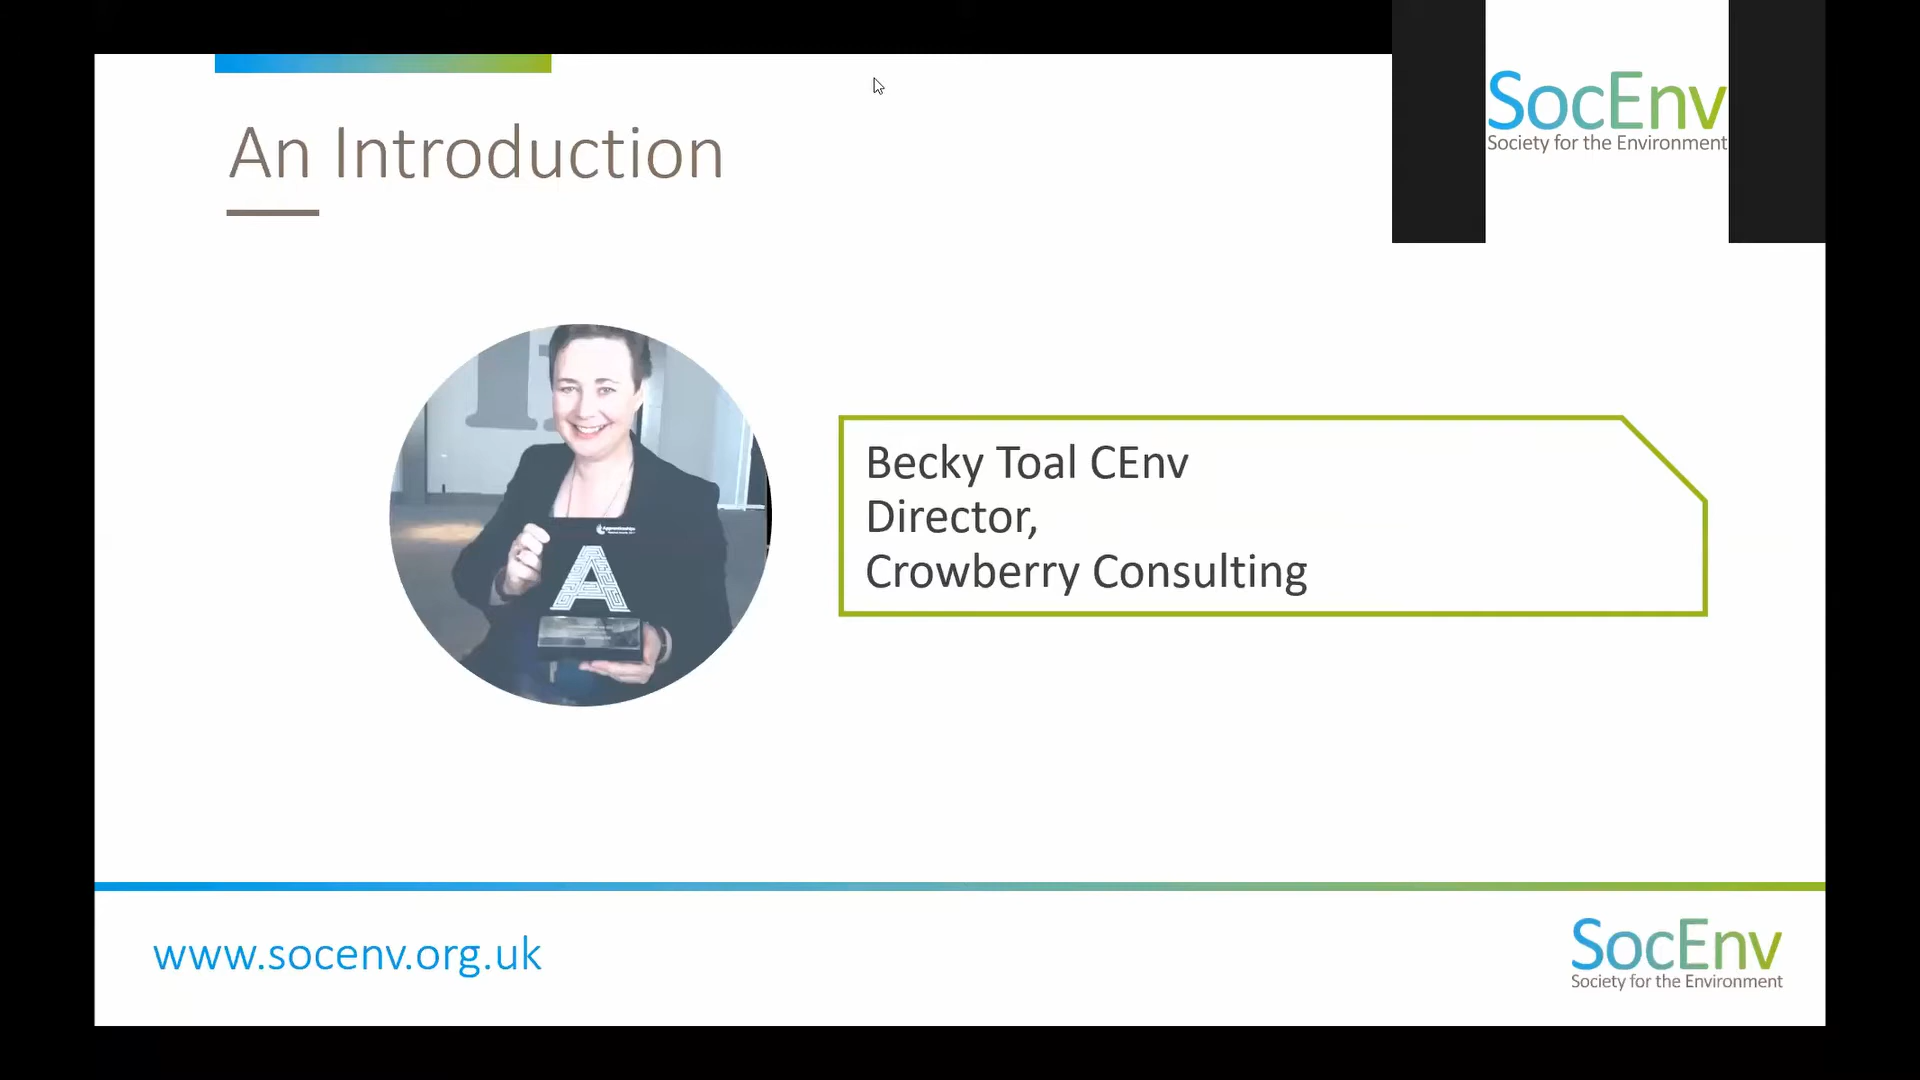 SocEnv
Society for the Environment
An Introduction
A
Becky Toal CEnv
Director,
Crowberry Consulting
www.socenv.org.uk
SocEnv
Society for the Environment